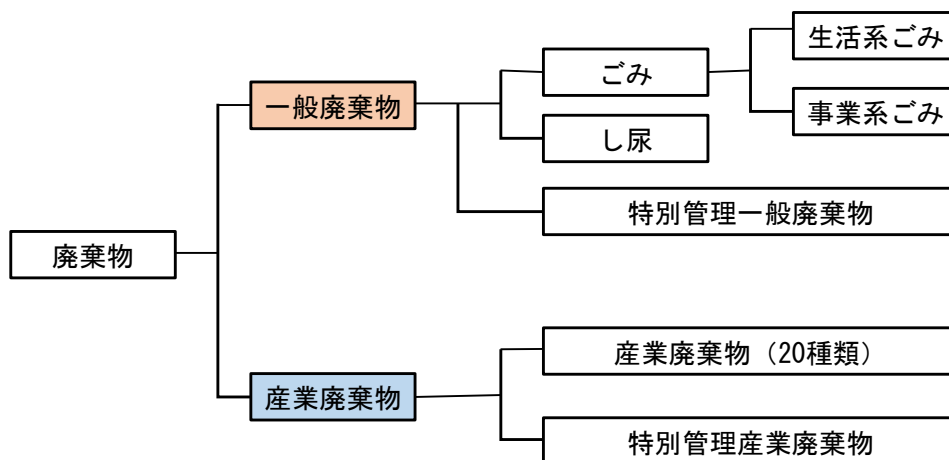 廃棄物
一般廃棄物
ごみ
生活系ごみ
事業系ごみ
し尿
特別管理一般廃棄物
産業廃棄物
産業廃棄物（20種類）
特別管理産業廃棄物